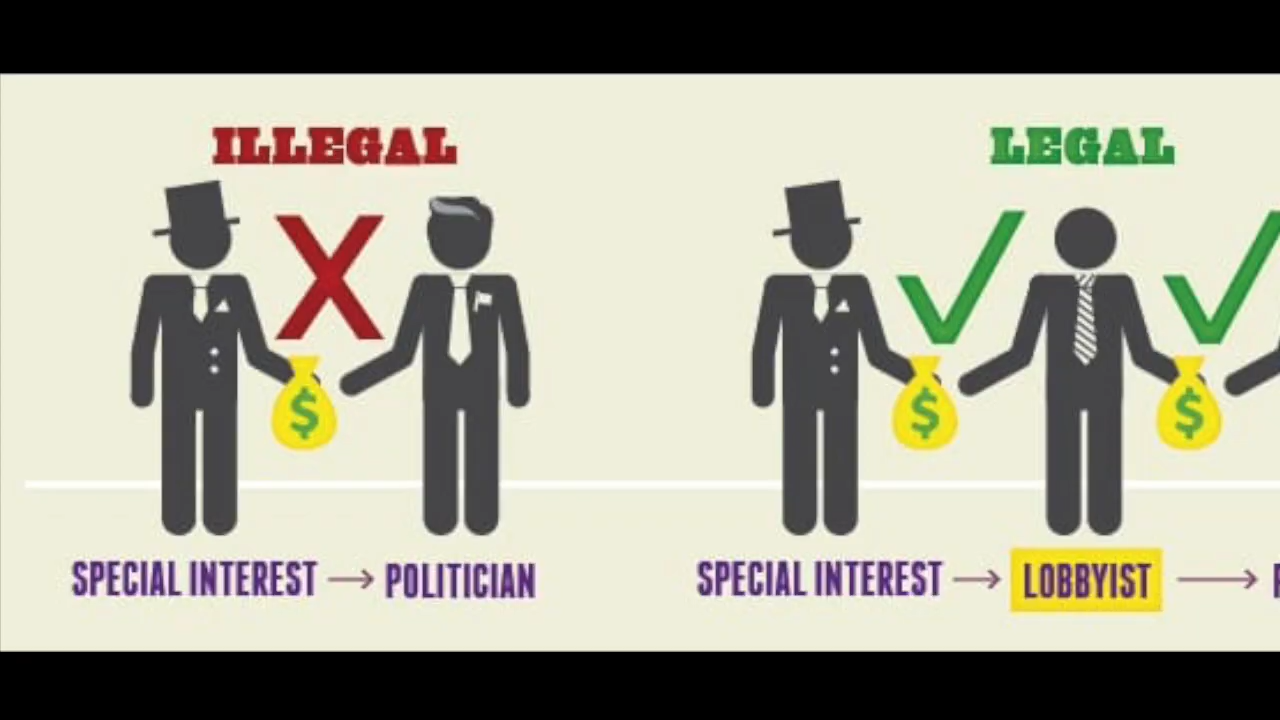 ILLEGAL
LEGAL
$
$
$
SPECIAL INTEREST → POLITICIAN
SPECIAL INTEREST → LOBBYIST →